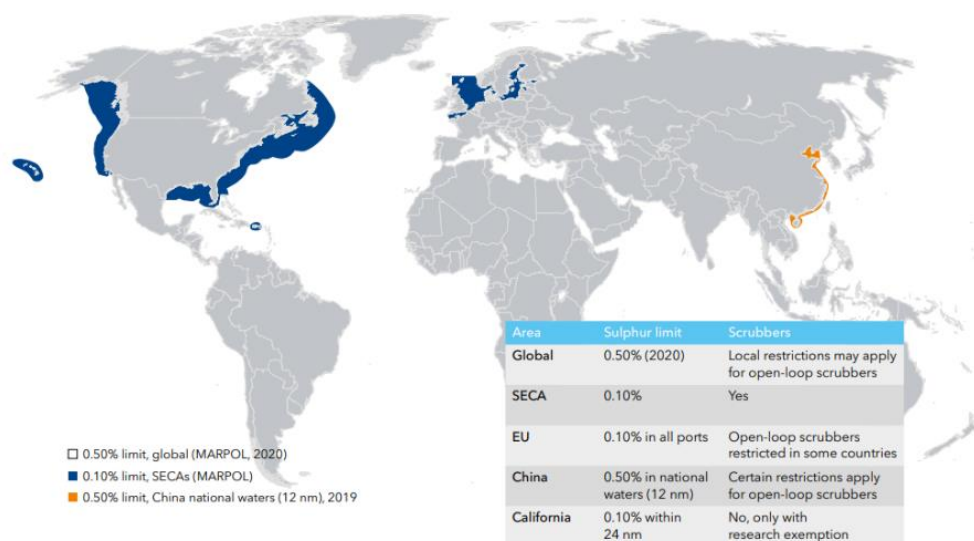 Area Sulphur limit Scrubbers
Global 0.50% (2020) Local restrictions may apply
for open-loop scrubbers
SECA 0.10% Yes
EU 0.10% in all ports Open-loop scrubbers
restricted in some countries
China 0.50% in national Certain restrictions apply
waters (12 nm) for open-loop scrubbers
California 0.10% within No, only with
24 nm research exemption
0.50% limit, global (MARPOL, 2020)
0.10% limit, SECAs (MARPOL)
0.50% limit, China national waters (12 nm), 2019